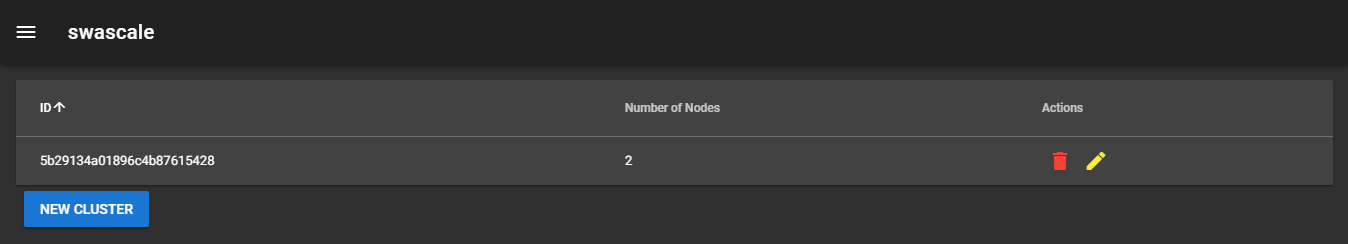 swascale
ID Number of Nodes Actions
5b29134a01896c4b87615428 2
NEW CLUSTER